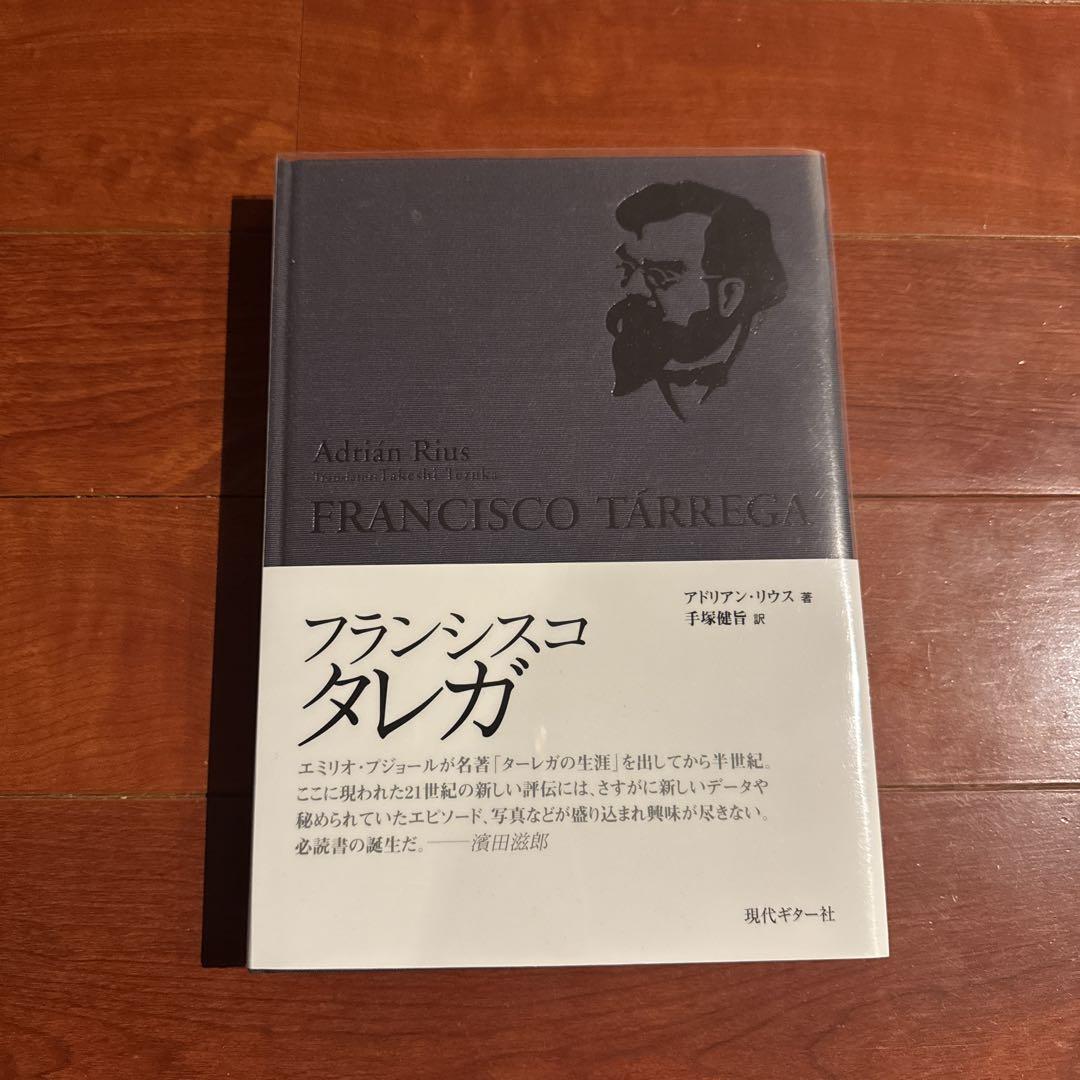 Adrián Rius
Translator:Takeshi Tezuka
FRANCISCO TÁRREGA
アドリアン・リウス 著
手塚健旨 訳
フランシスコ
タレガ
エミリオ・プジョールが名著「ターレガの生涯」を出してから半世紀。
ここに現われた21世紀の新しい評伝には、さすがに新しいデータや
秘められていたエピソード、写真などが盛り込まれ興味が尽きない。
必読書の誕生だ。──濱田滋郎
現代ギター社